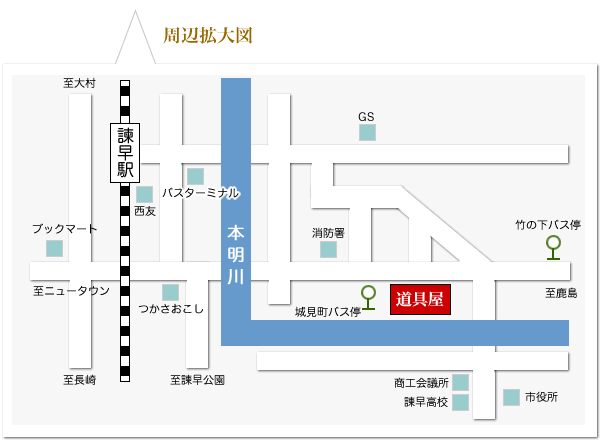 周辺拡大図
至大村
GS
諫早駅
バスターミナル
西友
ブックマート
本明川
消防署
竹の下バス停
至ニュータウン
つかさおこし
城見町バス停
道具屋
至鹿島
至長崎
至諫早公園
商工会議所
諫早高校
市役所